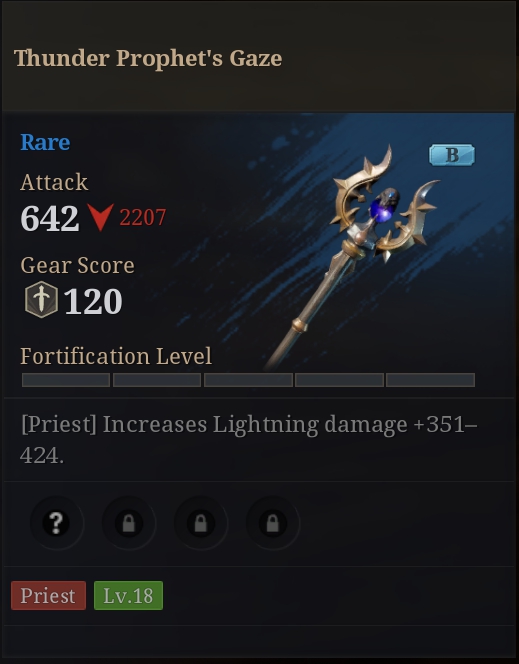 Thunder Prophet's Gaze
Rare
B
Attack
642 2207
Gear Score
120
Fortification Level
[Priest] Increases Lightning damage +351–
424.
?
Priest Lv.18